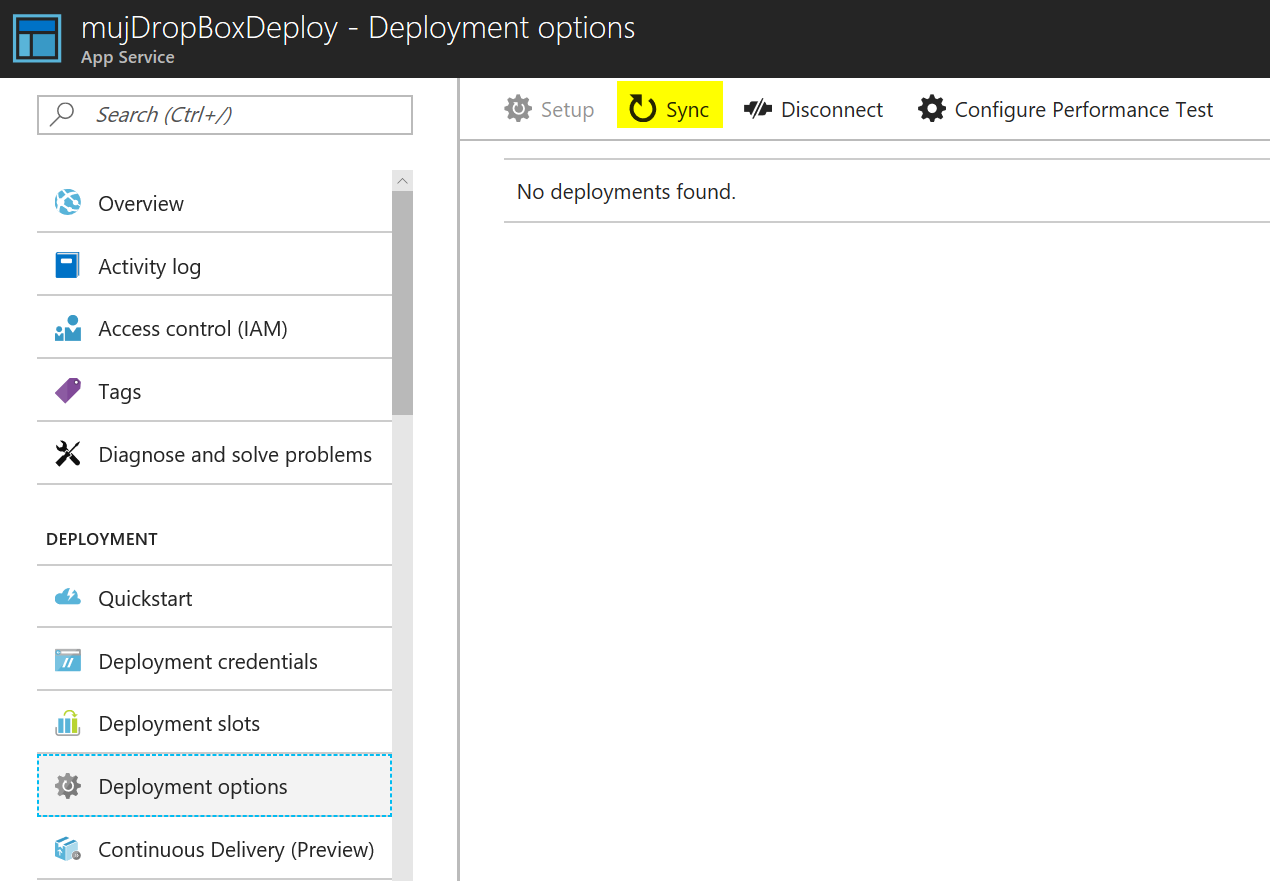 mujDropBoxDeploy - Deployment options
App Service
Search (Ctrl+/)
Setup
Sync
Disconnect
Configure Performance Test
No deployments found.
Overview
Activity log
Access control (IAM)
Tags
Diagnose and solve problems
DEPLOYMENT
Quickstart
Deployment credentials
Deployment slots
Deployment options
Continuous Delivery (Preview)